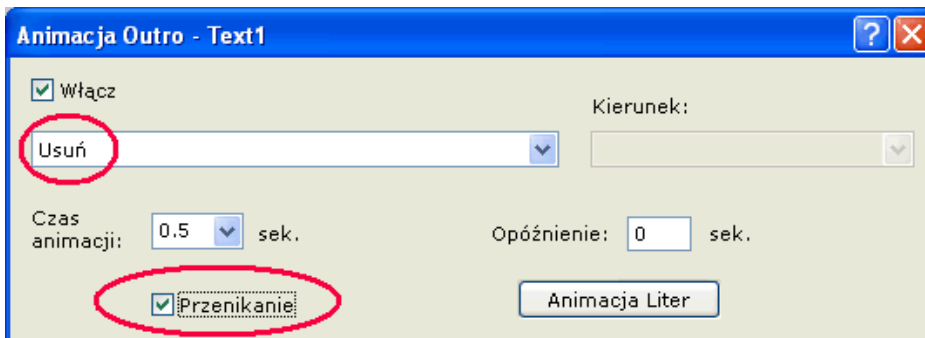 Animacja Outro - Text1
Włącz
Kierunek:
Usuń
Czas
animacji:
0.5
sek.
Opóźnienie:
0
sek.
Przenikanie
Animacja Liter